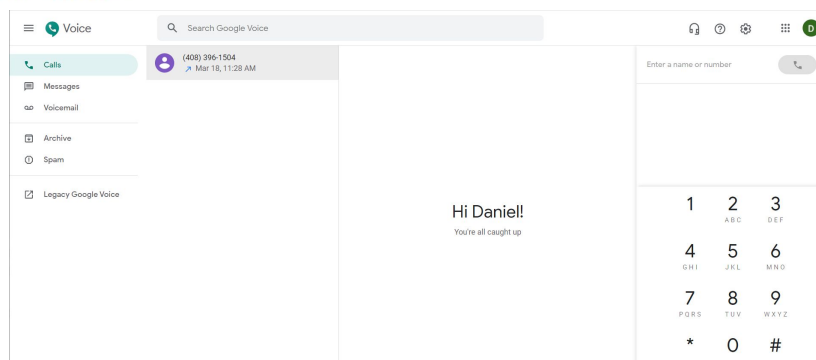 Voice
Search Google Voice
D
Calls
Messages
Voicemail
Archive
Spam
Legacy Google Voice
(408) 396-1504
Mar 18, 11:28 AM
Hi Daniel!
You're all caught up
Enter a name or number
1 2 3
ABC DEF
4 5 6
GHI JKL MNO
7 8 9
PQRS TUV WXYZ
* 0 #